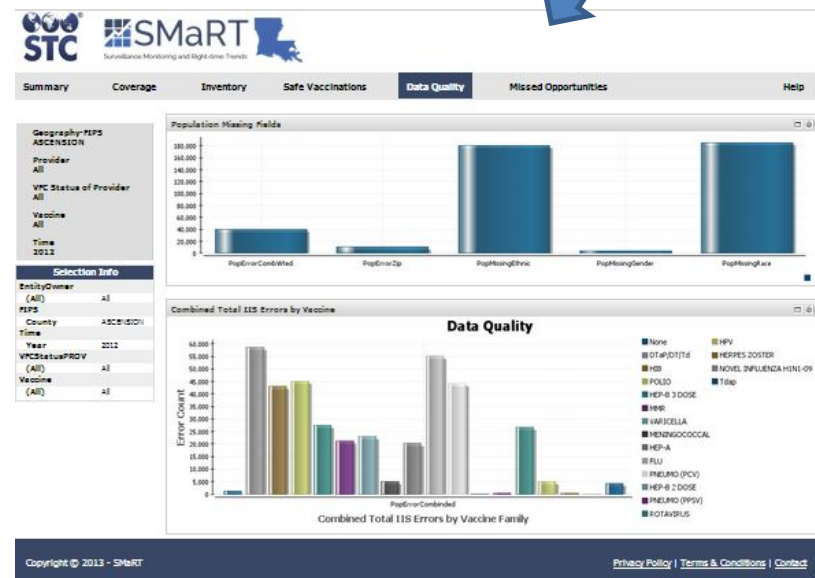 STC
SMaRT
Surveillance Monitoring and Right-time Trends
Summary Coverage Inventory Safe Vaccinations Data Quality Missed Opportunities Help
Geography-FIPS
ASCENSION
Provider
All
VFC Status of Provider
All
Vaccine
All
Time
2012
Selection Info
EntityOwner
(All) All
FIPS
County ASCENSION
Time
Year 2012
VFCStatusPROV
(All) All
Vaccine
(All) All
Population Missing Fields
180,000
160,000
140,000
120,000
100,000
80,000
60,000
40,000
20,000
0
PopErrorCombWted PopErrorZip PopMissingEthnic PopMissingGender PopMissingRace
Combined Total IIS Errors by Vaccine
Data Quality
Error Count
60,000
55,000
50,000
45,000
40,000
35,000
30,000
25,000
20,000
15,000
10,000
5,000
0
PopErrorCombinded
Combined Total IIS Errors by Vaccine Family
None
DTaP/DT/Td
HIB
POLIO
HEP-B 3 DOSE
MMR
VARICELLA
MENINGOCOCCAL
HEP-A
FLU
PNEUMO (PCV)
HEP-B 2 DOSE
PNEUMO (PPSV)
ROTAVIRUS
HPV
HERPES ZOSTER
NOVEL INFLUENZA H1N1-09
Tdap
Copyright © 2013 - SMaRT
Privacy Policy | Terms & Conditions | Contact